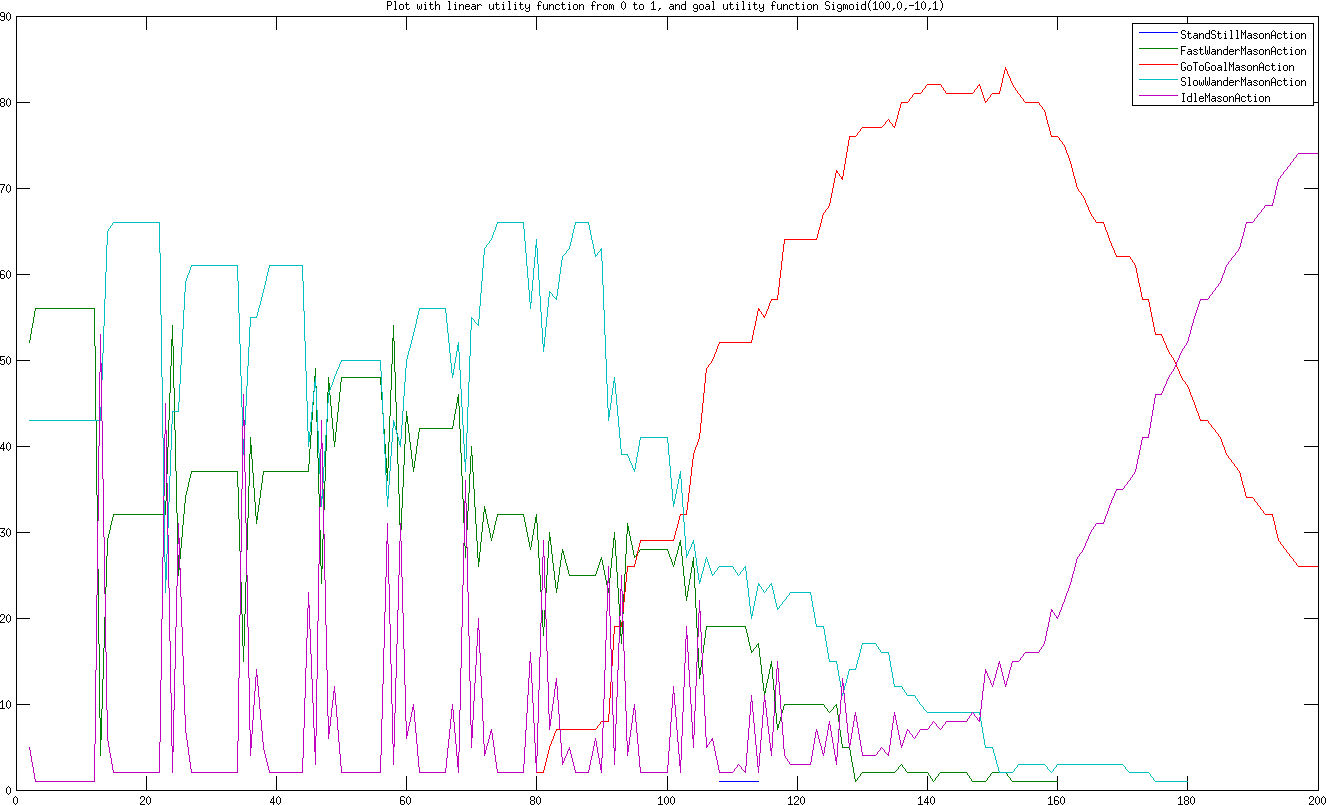 Plot with linear utility function from 0 to 1, and goal utility function Sigmoid(100,0,-10,1)
90
StandStillMasonAction
FastWanderMasonAction
GoToGoalMasonAction
SlowWanderMasonAction
IdleMasonAction
80
70
60
50
40
30
20
10
0
0 20 40 60 80 100 120 140 160 180 200